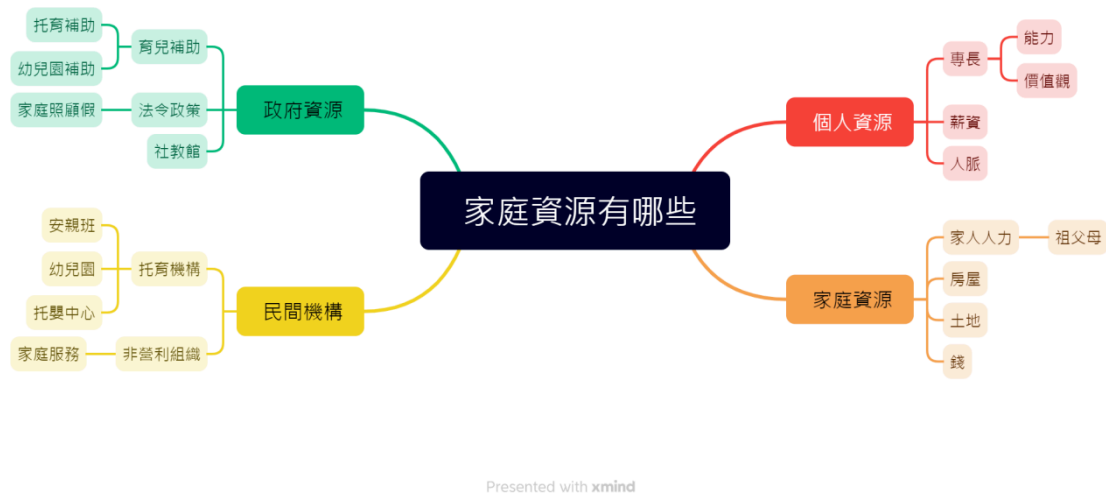 家庭資源有哪些
個人資源
專長
能力
價值觀
薪資
人脈
家庭資源
家人人力
祖父母
房屋
土地
錢
政府資源
育兒補助
托育補助
幼兒園補助
法令政策
家庭照顧假
社教館
民間機構
托育機構
安親班
幼兒園
托嬰中心
非營利組織
家庭服務
Presented with xmind